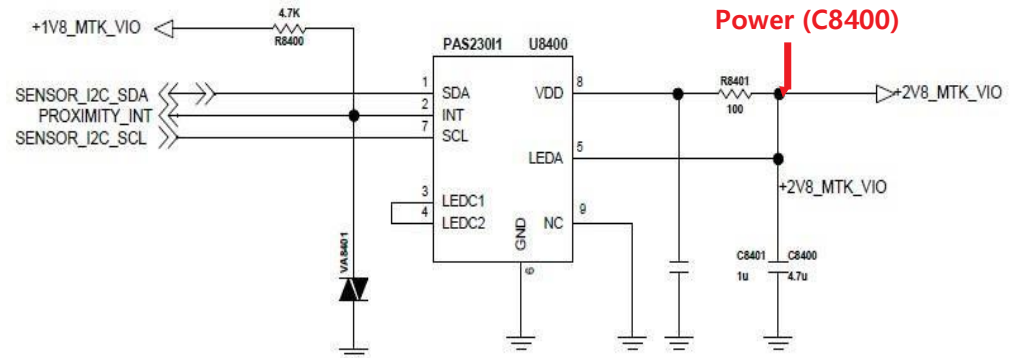 Power (C8400)
4.7K
+1V8_MTK_VIO
R8400
PAS230I1 U8400
R8401
1 SDA VDD 8
100
+2V8_MTK_VIO
SENSOR_I2C_SDA
2 INT
PROXIMITY_INT
7 SCL
SENSOR_I2C_SCL
LEDA 5
+2V8_MTK_VIO
3 LEDC1
4 LEDC2
NC 9
GND
6
VA8401
C8401 C8400
1u 4.7u